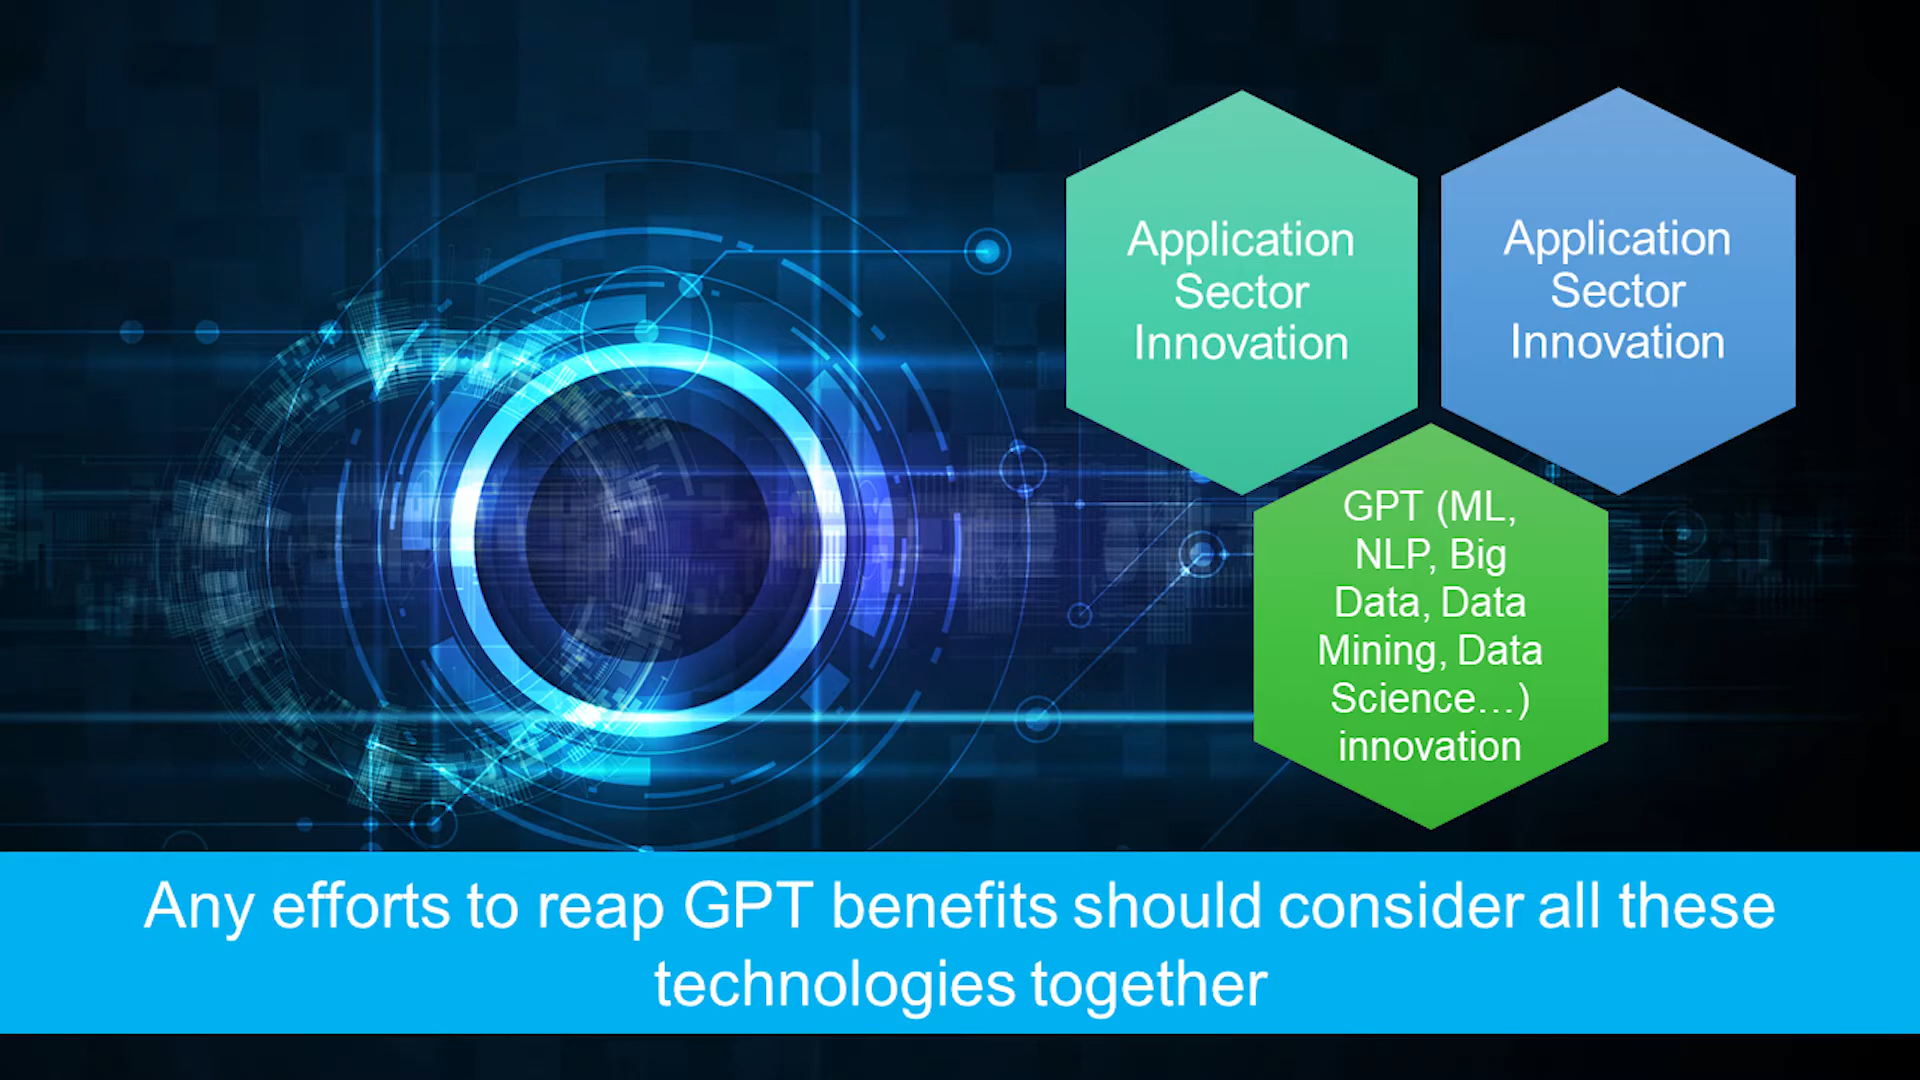 Application
Sector
Innovation
Application
Sector
Innovation
GPT (ML,
NLP, Big
Data, Data
Mining, Data
Science…)
innovation
Any efforts to reap GPT benefits should consider all these
technologies together